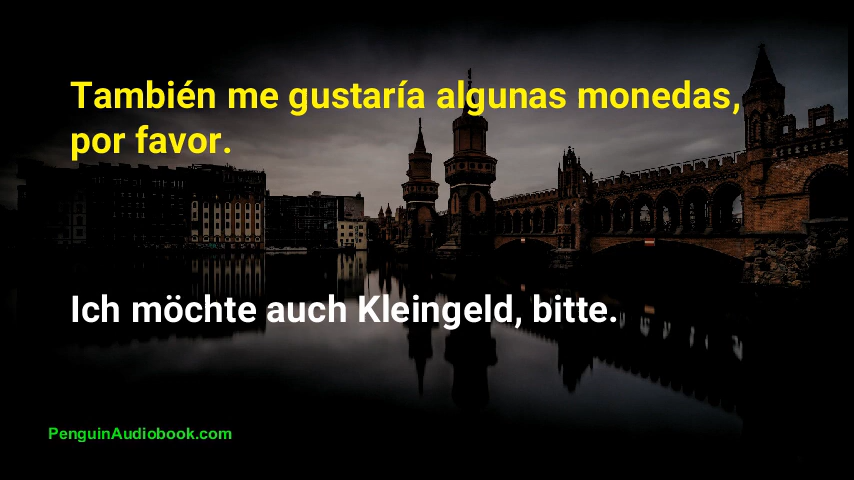 También me gustaría algunas monedas,
por favor.
Ich möchte auch Kleingeld, bitte.
PenguinAudiobook.com